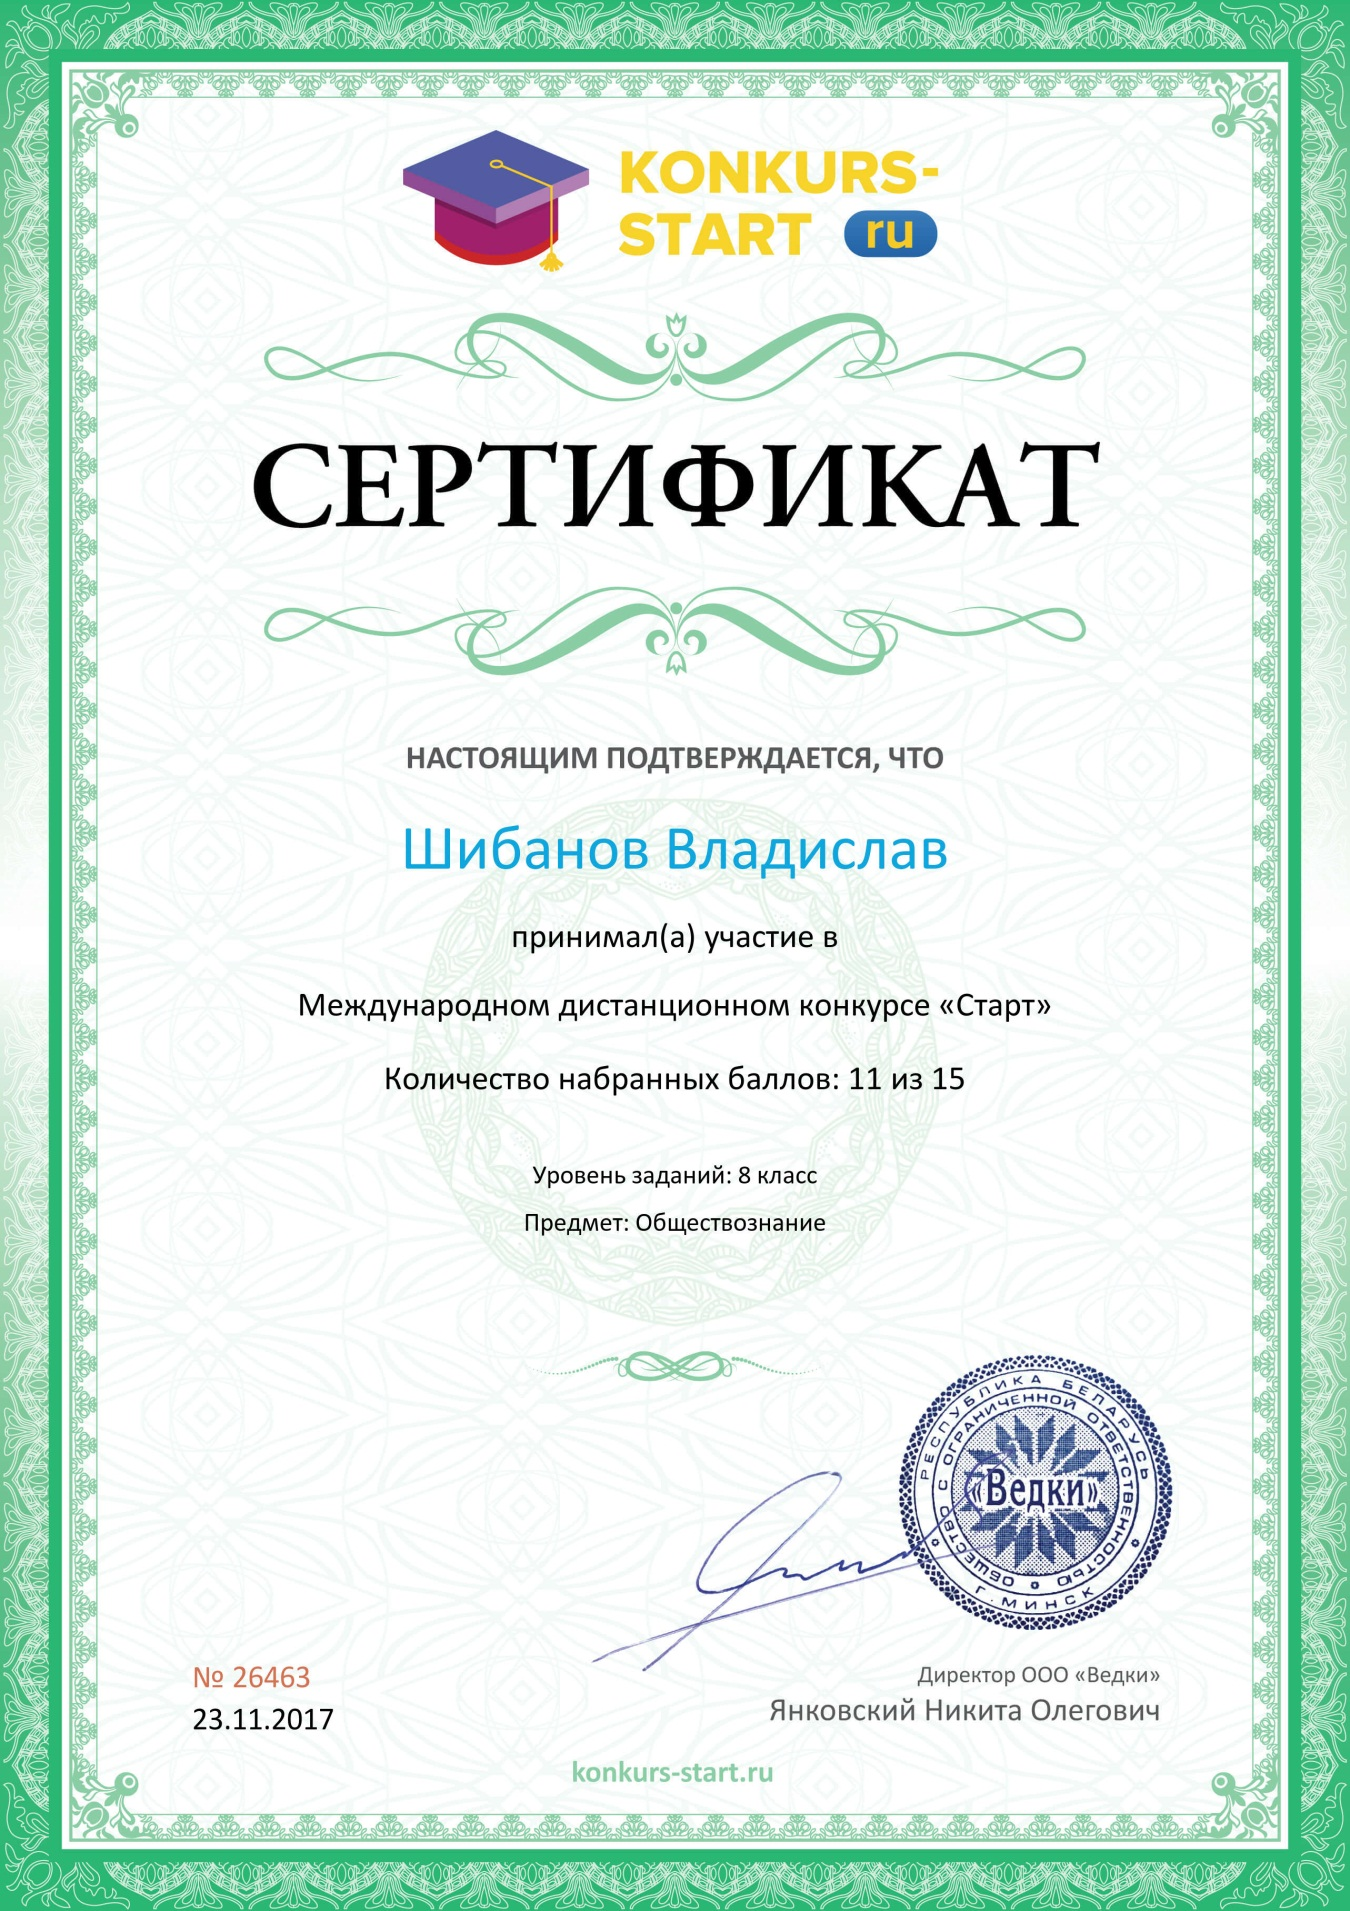 KONKURS-
START ru
СЕРТИФИКАТ
НАСТОЯЩИМ ПОДТВЕРЖДАЕТСЯ, ЧТО
Шибанов Владислав
принимал(а) участие в
Международном дистанционном конкурсе «Старт»
Количество набранных баллов: 11 из 15
Уровень заданий: 8 класс
Предмет: Обществознание
РЕСПУБЛИКА БЕЛАРУСЬ
ОБЩЕСТВО С ОГРАНИЧЕННОЙ ОТВЕТСТВЕННОСТЬЮ
«Ведки»
Г. МИНСК
№ 26463
23.11.2017
Директор ООО «Ведки»
Янковский Никита Олегович
konkurs-start.ru